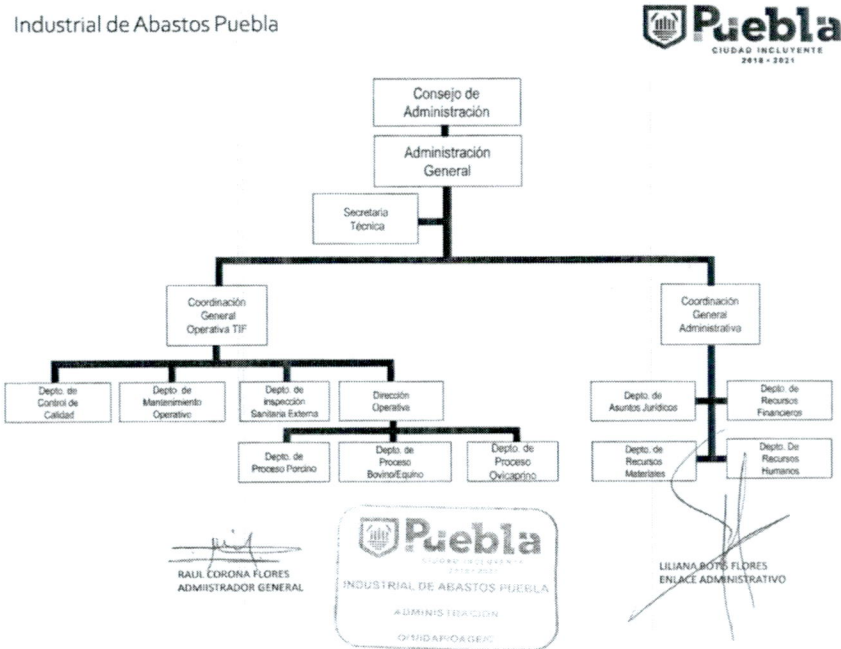 Industrial de Abastos Puebla
Puebla
CIUDAD INCLUYENTE
2018 - 2021
Consejo de
Administración
Administración
General
Secretaria
Técnica
Coordinación
General
Operativa TIF
Coordinación
General
Administrativa
Depto. de
Control de
Calidad
Depto. de
Mantenimiento
Operativo
Depto. de
Inspección
Sanitaria Externa
Dirección
Operativa
Depto. de
Asuntos Jurídicos
Depto. de
Recursos
Financieros
Depto. de
Proceso Porcino
Depto. de
Proceso
Bovino/Equino
Depto. de
Proceso
Ovicaprino
Depto. de
Recursos
Materiales
Depto. De
Recursos
Humanos
RAUL CORONA FLORES
ADMIISTRADOR GENERAL
Puebla
CIUDAD INCLUYENTE
2018-2021
INDUSTRIAL DE ABASTOS PUEBLA
ADMINISTRACIÓN
LILIANA FLORES
ENLACE ADMINISTRATIVO